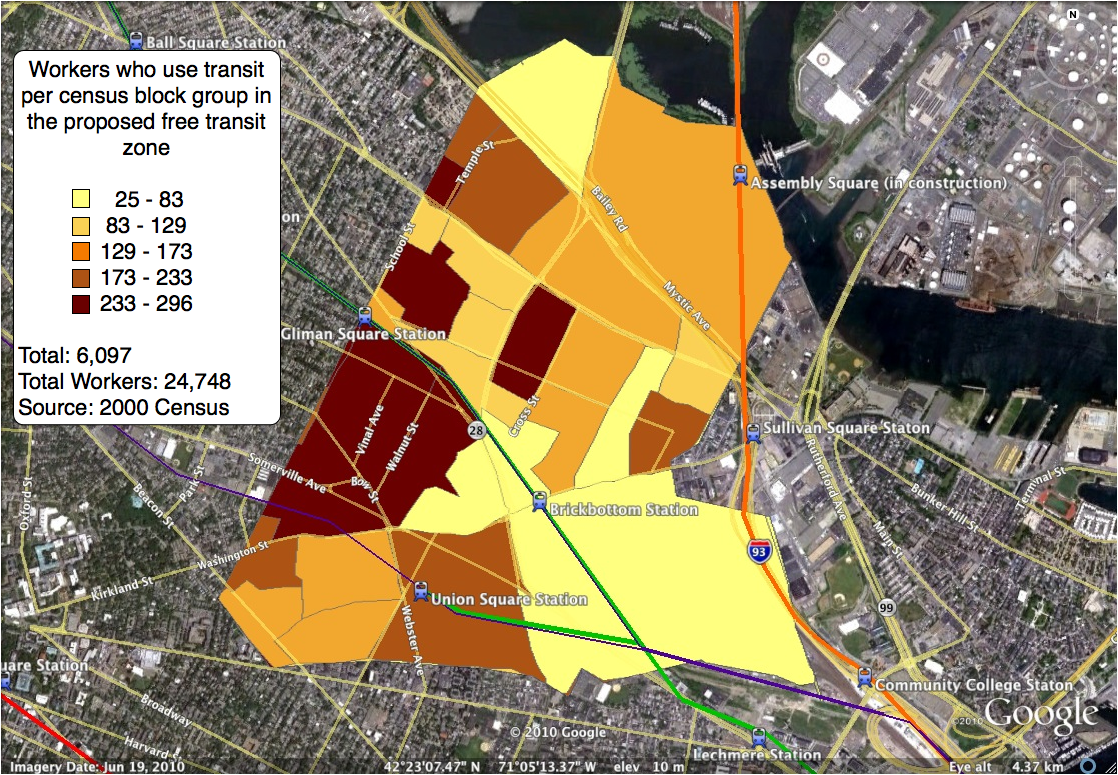 Ball Square Station
N
Workers who use transit
per census block group in
the proposed free transit
zone
25 - 83
83 - 129
129 - 173
173 - 233
233 - 296
Total: 6,097
Total Workers: 24,748
Source: 2000 Census
on
Temple St
Assembly Square (in construction)
Bailey Rd
School St
Mystic Ave
Gliman Square Station
Cross St
28
Vinal Ave
Walnut St
Sullivan Square Staton
Somerville Ave
Bow St
Park St
Beacon St
Oxford St
Rutherford Ave
Terminal St
Bunker Hill St
Main St
Brickbottom Station
Washington St
93
Kirkland St
Union Square Station
Webster Ave
99
uare Station
Community College Staton
Broadway
©2010 Google
© 2010 Google
Harvard
Lechmere Station
Imagery Date: Jun 19, 2010
42°23'07.47" N 71°05'13.37" W elev 10 m
Eye alt 4.37 km